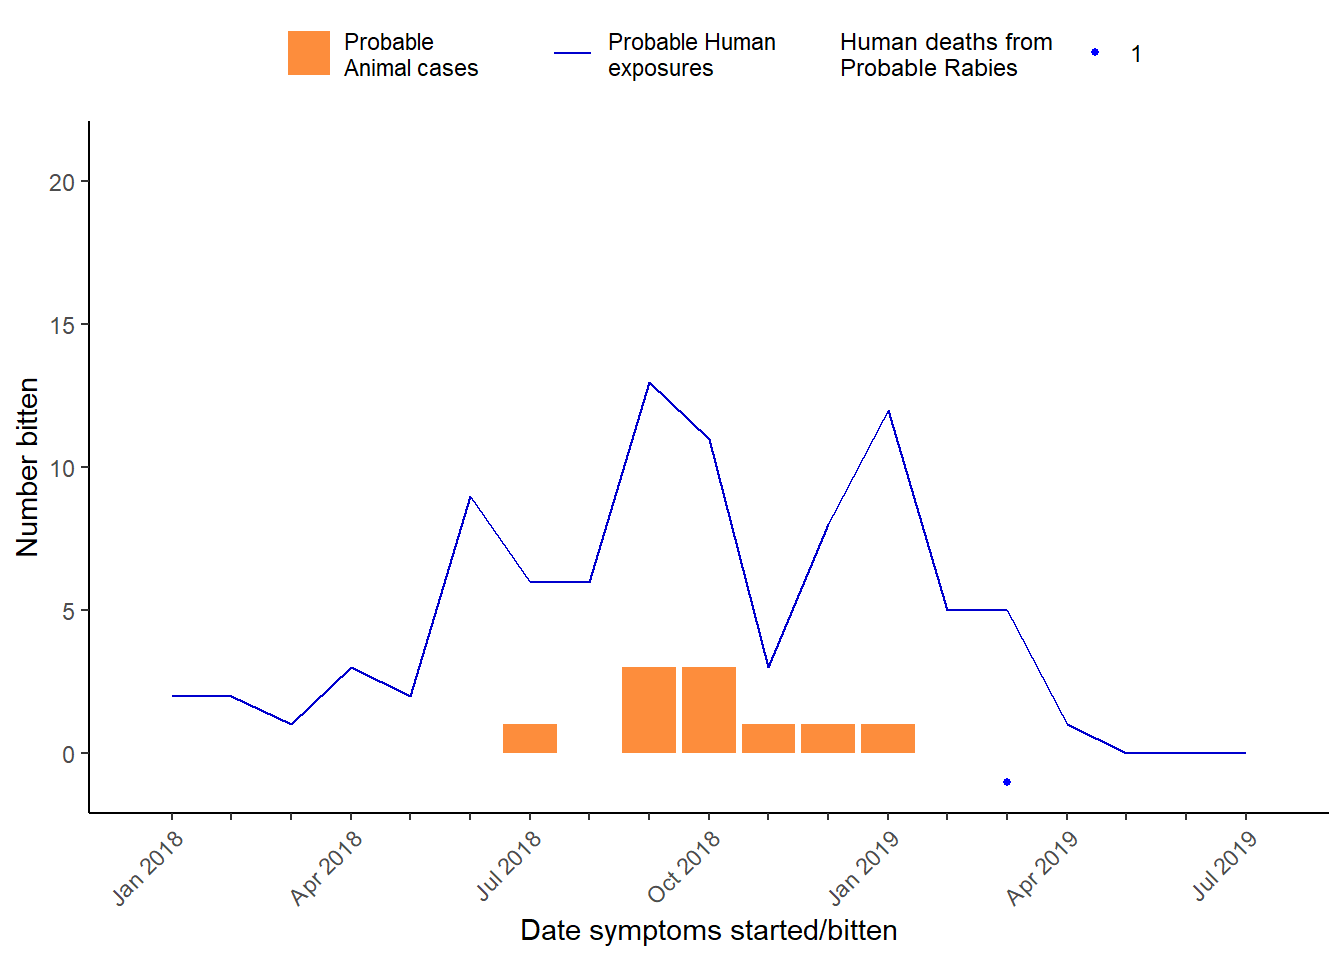 Probable
Animal cases
Probable Human
exposures
Human deaths from
Probable Rabies
1
Number bitten
20
15
10
5
0
Jan 2018
Apr 2018
Jul 2018
Oct 2018
Jan 2019
Apr 2019
Jul 2019
Date symptoms started/bitten